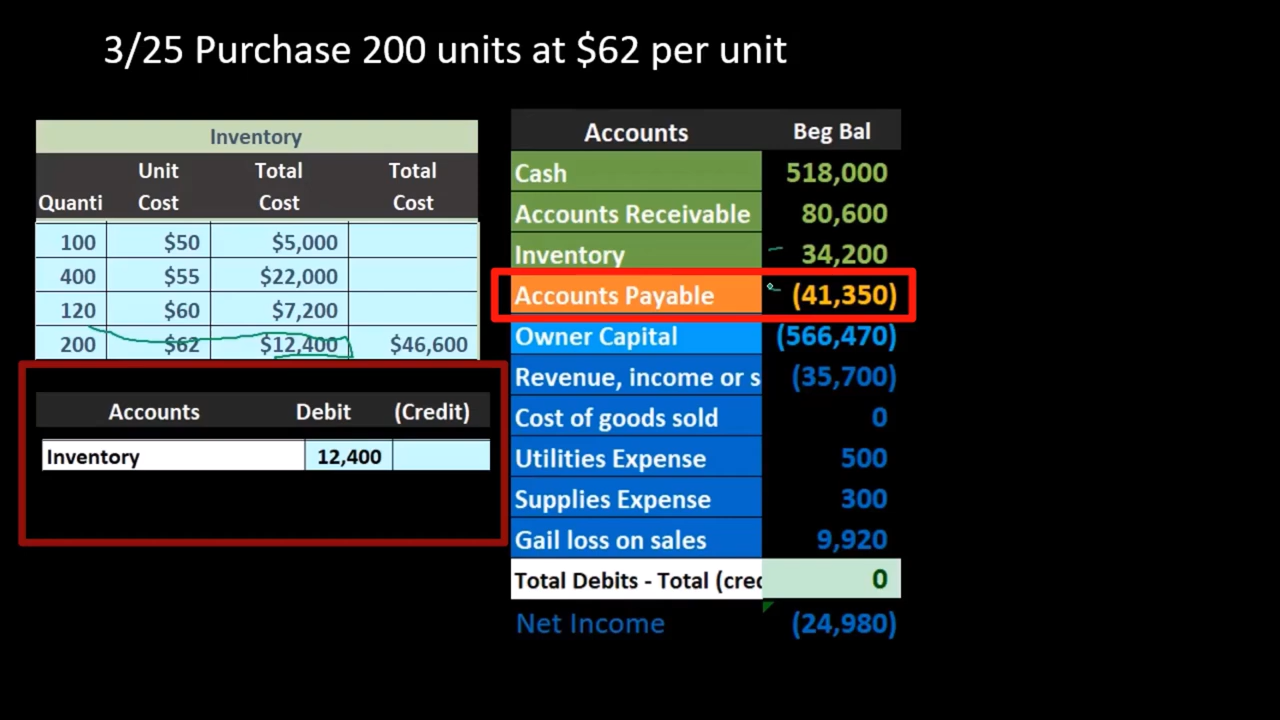 3/25 Purchase 200 units at $62 per unit
Inventory
Quanti Unit Cost Total Cost Total Cost
100 $50 $5,000
400 $55 $22,000
120 $60 $7,200
200 $62 $12,400 $46,600
Accounts Debit (Credit)
Inventory 12,400
Accounts Beg Bal
Cash 518,000
Accounts Receivable 80,600
Inventory 34,200
Accounts Payable (41,350)
Owner Capital (566,470)
Revenue, income or s (35,700)
Cost of goods sold 0
Utilities Expense 500
Supplies Expense 300
Gail loss on sales 9,920
Total Debits - Total (cred 0
Net Income (24,980)